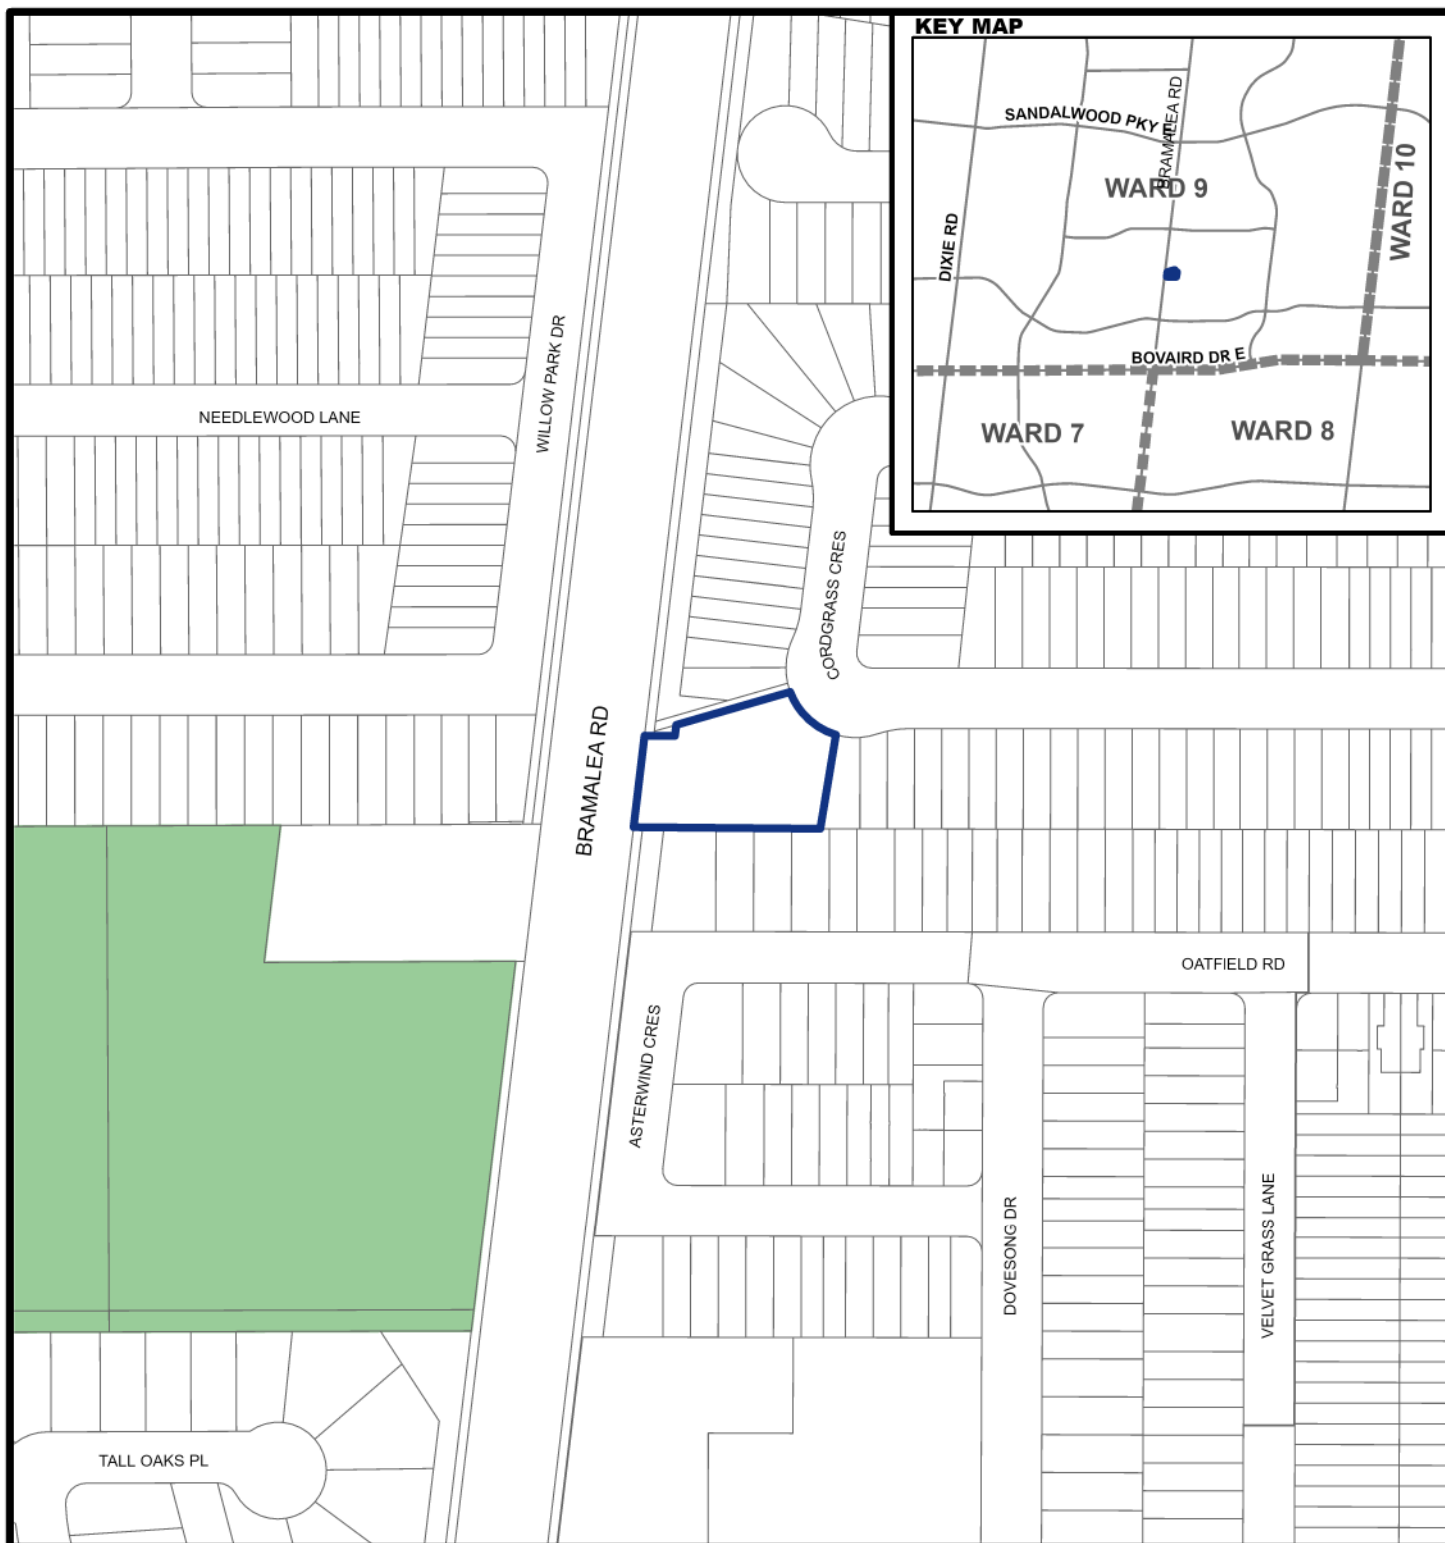 KEY MAP
SANDALWOOD PKY E
BRAMALEA RD
WARD 9
WARD 10
DIXIE RD
BOVAIRD DR E
WARD 7
WARD 8
WILLOW PARK DR
NEEDLEWOOD LANE
CORDGRASS CRES
BRAMALEA RD
OATFIELD RD
ASTERWIND CRES
DOVESONG DR
VELVET GRASS LANE
TALL OAKS PL